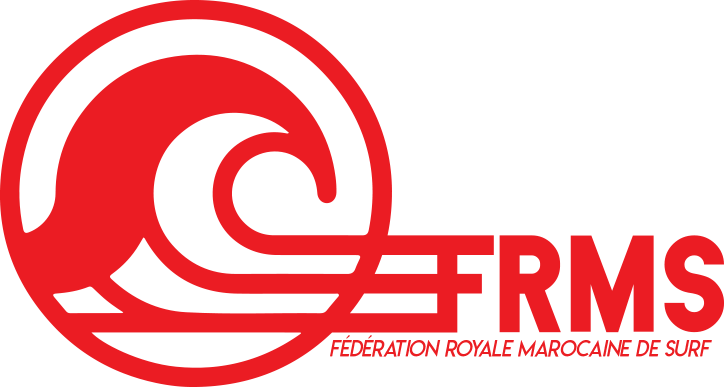 FRMS
FÉDÉRATION ROYALE MAROCAINE DE SURF